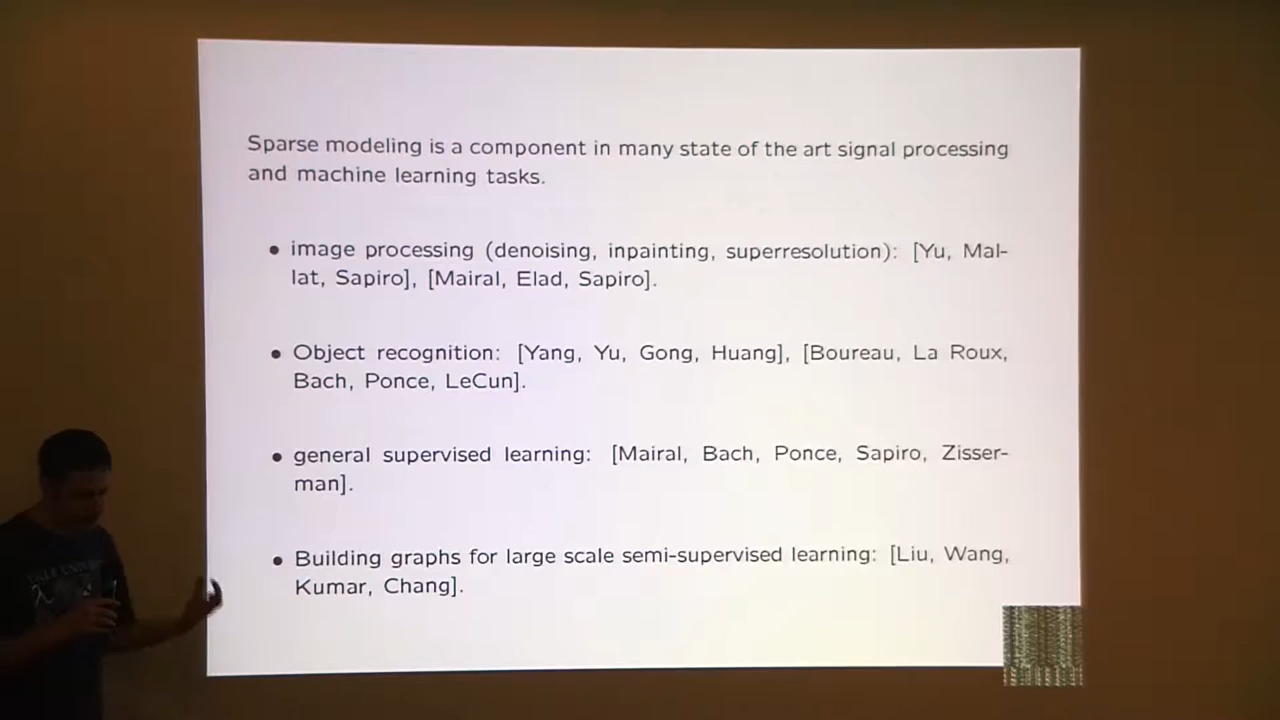 Sparse modeling is a component in many state of the art signal processing
and machine learning tasks.
• image processing (denoising, inpainting, superresolution): [Yu, Mal-
lat, Sapiro], [Mairal, Elad, Sapiro].
• Object recognition: [Yang, Yu, Gong, Huang], [Boureau, La Roux,
Bach, Ponce, LeCun].
• general supervised learning: [Mairal, Bach, Ponce, Sapiro, Zisser-
man].
• Building graphs for large scale semi-supervised learning: [Liu, Wang,
Kumar, Chang].